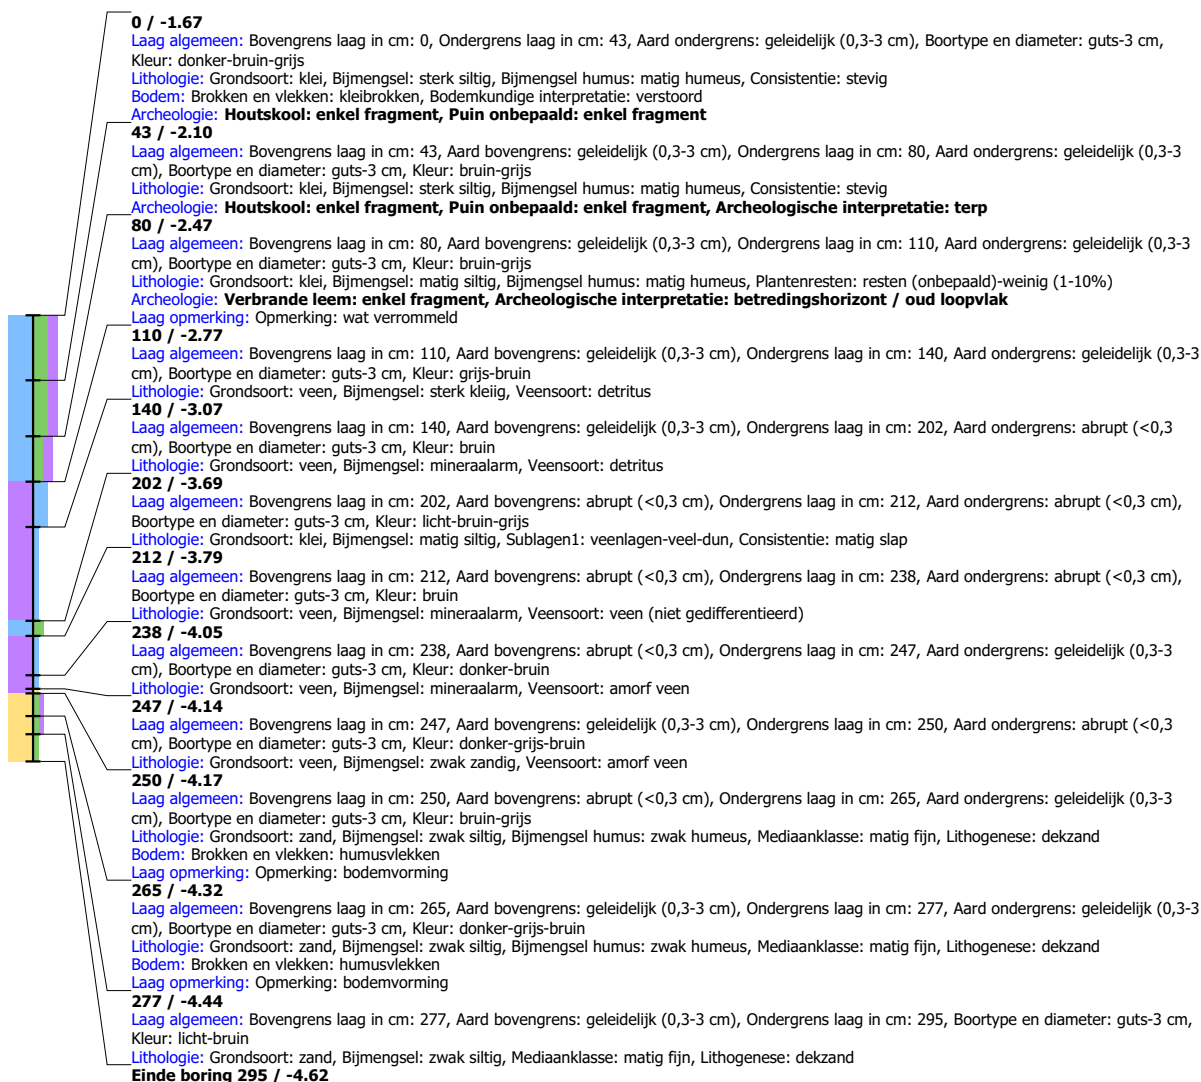 0 / -1.67
Laag algemeen: Bovengrens laag in cm: 0, Ondergrens laag in cm: 43, Aard ondergrens: geleidelijk (0,3-3 cm), Boortype en diameter: guts-3 cm,
Kleur: donker-bruin-grijs
Lithologie: Grondsoort: klei, Bijmengsel: sterk siltig, Bijmengsel humus: matig humeus, Consistentie: stevig
Bodem: Brokken en vlekken: kleibrokken, Bodemkundige interpretatie: verstoord
Archeologie: Houtskool: enkel fragment, Puin onbepaald: enkel fragment
43 / -2.10
Laag algemeen: Bovengrens laag in cm: 43, Aard bovengrens: geleidelijk (0,3-3 cm), Ondergrens laag in cm: 80, Aard ondergrens: geleidelijk (0,3-3
cm), Boortype en diameter: guts-3 cm, Kleur: bruin-grijs
Lithologie: Grondsoort: klei, Bijmengsel: sterk siltig, Bijmengsel humus: matig humeus, Consistentie: stevig
Archeologie: Houtskool: enkel fragment, Puin onbepaald: enkel fragment, Archeologische interpretatie: terp
80 / -2.47
Laag algemeen: Bovengrens laag in cm: 80, Aard bovengrens: geleidelijk (0,3-3 cm), Ondergrens laag in cm: 110, Aard ondergrens: geleidelijk (0,3-3
cm), Boortype en diameter: guts-3 cm, Kleur: bruin-grijs
Lithologie: Grondsoort: klei, Bijmengsel: matig siltig, Bijmengsel humus: matig humeus, Plantenresten: resten (onbepaald)-weinig (1-10%)
Archeologie: Verbrande leem: enkel fragment, Archeologische interpretatie: betredingshorizont / oud loopvlak
Laag opmerking: Opmerking: wat verrommeld
110 / -2.77
Laag algemeen: Bovengrens laag in cm: 110, Aard bovengrens: geleidelijk (0,3-3 cm), Ondergrens laag in cm: 140, Aard ondergrens: geleidelijk (0,3-3
cm), Boortype en diameter: guts-3 cm, Kleur: grijs-bruin
Lithologie: Grondsoort: veen, Bijmengsel: sterk kleiig, Veensoort: detritus
140 / -3.07
Laag algemeen: Bovengrens laag in cm: 140, Aard bovengrens: geleidelijk (0,3-3 cm), Ondergrens laag in cm: 202, Aard ondergrens: abrupt (<0,3
cm), Boortype en diameter: guts-3 cm, Kleur: bruin
Lithologie: Grondsoort: veen, Bijmengsel: mineraalarm, Veensoort: detritus
202 / -3.69
Laag algemeen: Bovengrens laag in cm: 202, Aard bovengrens: abrupt (<0,3 cm), Ondergrens laag in cm: 212, Aard ondergrens: abrupt (<0,3 cm),
Boortype en diameter: guts-3 cm, Kleur: licht-bruin-grijs
Lithologie: Grondsoort: klei, Bijmengsel: matig siltig, Sublagen1: veenlagen-veel-dun, Consistentie: matig slap
212 / -3.79
Laag algemeen: Bovengrens laag in cm: 212, Aard bovengrens: abrupt (<0,3 cm), Ondergrens laag in cm: 238, Aard ondergrens: abrupt (<0,3 cm),
Boortype en diameter: guts-3 cm, Kleur: bruin
Lithologie: Grondsoort: veen, Bijmengsel: mineraalarm, Veensoort: veen (niet gedifferentieerd)
238 / -4.05
Laag algemeen: Bovengrens laag in cm: 238, Aard bovengrens: abrupt (<0,3 cm), Ondergrens laag in cm: 247, Aard ondergrens: geleidelijk (0,3-3
cm), Boortype en diameter: guts-3 cm, Kleur: donker-bruin
Lithologie: Grondsoort: veen, Bijmengsel: mineraalarm, Veensoort: amorf veen
247 / -4.14
Laag algemeen: Bovengrens laag in cm: 247, Aard bovengrens: geleidelijk (0,3-3 cm), Ondergrens laag in cm: 250, Aard ondergrens: abrupt (<0,3
cm), Boortype en diameter: guts-3 cm, Kleur: donker-grijs-bruin
Lithologie: Grondsoort: veen, Bijmengsel: zwak zandig, Veensoort: amorf veen
250 / -4.17
Laag algemeen: Bovengrens laag in cm: 250, Aard bovengrens: abrupt (<0,3 cm), Ondergrens laag in cm: 265, Aard ondergrens: geleidelijk (0,3-3
cm), Boortype en diameter: guts-3 cm, Kleur: bruin-grijs
Lithologie: Grondsoort: zand, Bijmengsel: zwak siltig, Bijmengsel humus: zwak humeus, Mediaanklasse: matig fijn, Lithogenese: dekzand
Bodem: Brokken en vlekken: humusvlekken
Laag opmerking: Opmerking: bodemvorming
265 / -4.32
Laag algemeen: Bovengrens laag in cm: 265, Aard bovengrens: geleidelijk (0,3-3 cm), Ondergrens laag in cm: 277, Aard ondergrens: geleidelijk (0,3-3
cm), Boortype en diameter: guts-3 cm, Kleur: donker-grijs-bruin
Lithologie: Grondsoort: zand, Bijmengsel: zwak siltig, Bijmengsel humus: zwak humeus, Mediaanklasse: matig fijn, Lithogenese: dekzand
Bodem: Brokken en vlekken: humusvlekken
Laag opmerking: Opmerking: bodemvorming
277 / -4.44
Laag algemeen: Bovengrens laag in cm: 277, Aard bovengrens: geleidelijk (0,3-3 cm), Ondergrens laag in cm: 295, Boortype en diameter: guts-3 cm,
Kleur: licht-bruin
Lithologie: Grondsoort: zand, Bijmengsel: zwak siltig, Mediaanklasse: matig fijn, Lithogenese: dekzand
Einde boring 295 / -4.62